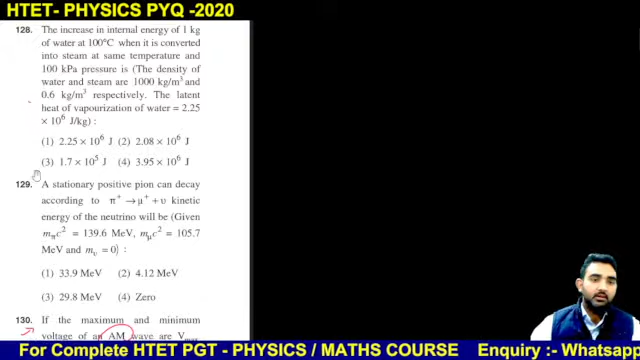 HTET- PHYSICS PYQ -2020
128. The increase in internal energy of 1 kg
of water at 100°C when it is converted
into steam at same temperature and
100 kPa pressure is (The density of
water and steam are 1000 kg/m³ and
0.6 kg/m³ respectively. The latent
heat of vapourization of water = 2.25
× 10⁶ J/kg) :
(1) 2.25 × 10⁶ J (2) 2.08 × 10⁶ J
(3) 1.7 × 10⁵ J (4) 3.95 × 10⁶ J
129. A stationary positive pion can decay
according to π⁺ → μ⁺ + υ kinetic
energy of the neutrino will be (Given
m_π c² = 139.6 MeV, m_μ c² = 105.7
MeV and m_υ = 0) :
(1) 33.9 MeV (2) 4.12 MeV
(3) 29.8 MeV (4) Zero
130. If the maximum and minimum
voltage of an AM wave are V_max
For Complete HTET PGT - PHYSICS / MATHS COURSE Enquiry :- Whatsapp